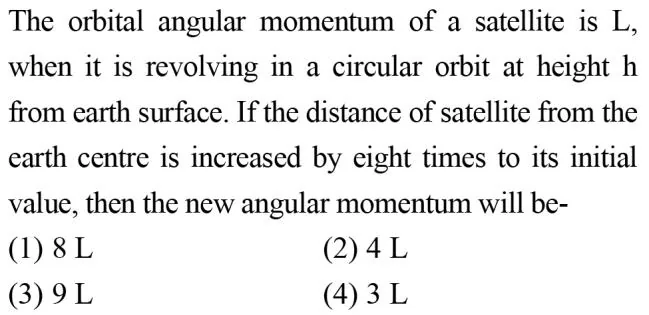 The orbital angular momentum of a satellite is L,
when it is revolving in a circular orbit at height h
from earth surface. If the distance of satellite from the
earth centre is increased by eight times to its initial
value, then the new angular momentum will be-
(1) 8 L (2) 4 L
(3) 9 L (4) 3 L